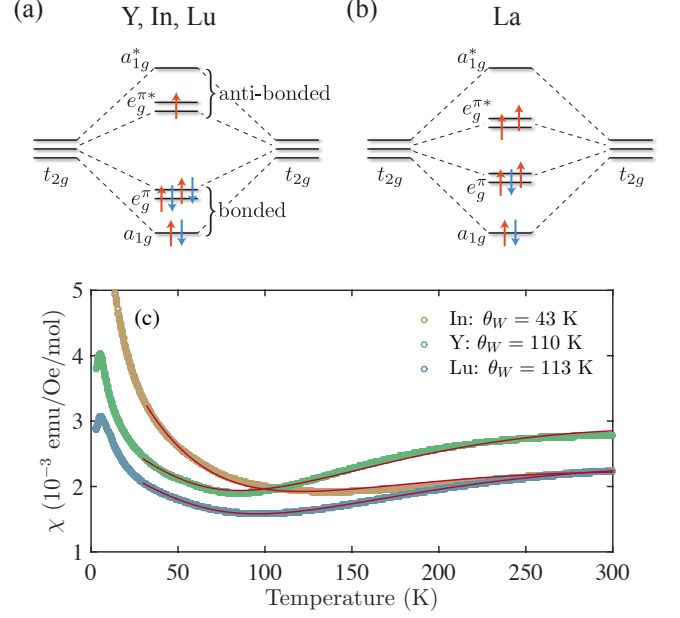 (a) Y, In, Lu
a*1g
anti-bonded
eπ*g
t2g t2g
eπg
bonded
a1g
(b) La
a*1g
eπ*g
t2g t2g
eπg
a1g
(c)
In: θW = 43 K
Y: θW = 110 K
Lu: θW = 113 K
χ (10⁻³ emu/Oe/mol)
5
4
3
2
1
0 50 100 150 200 250 300
Temperature (K)